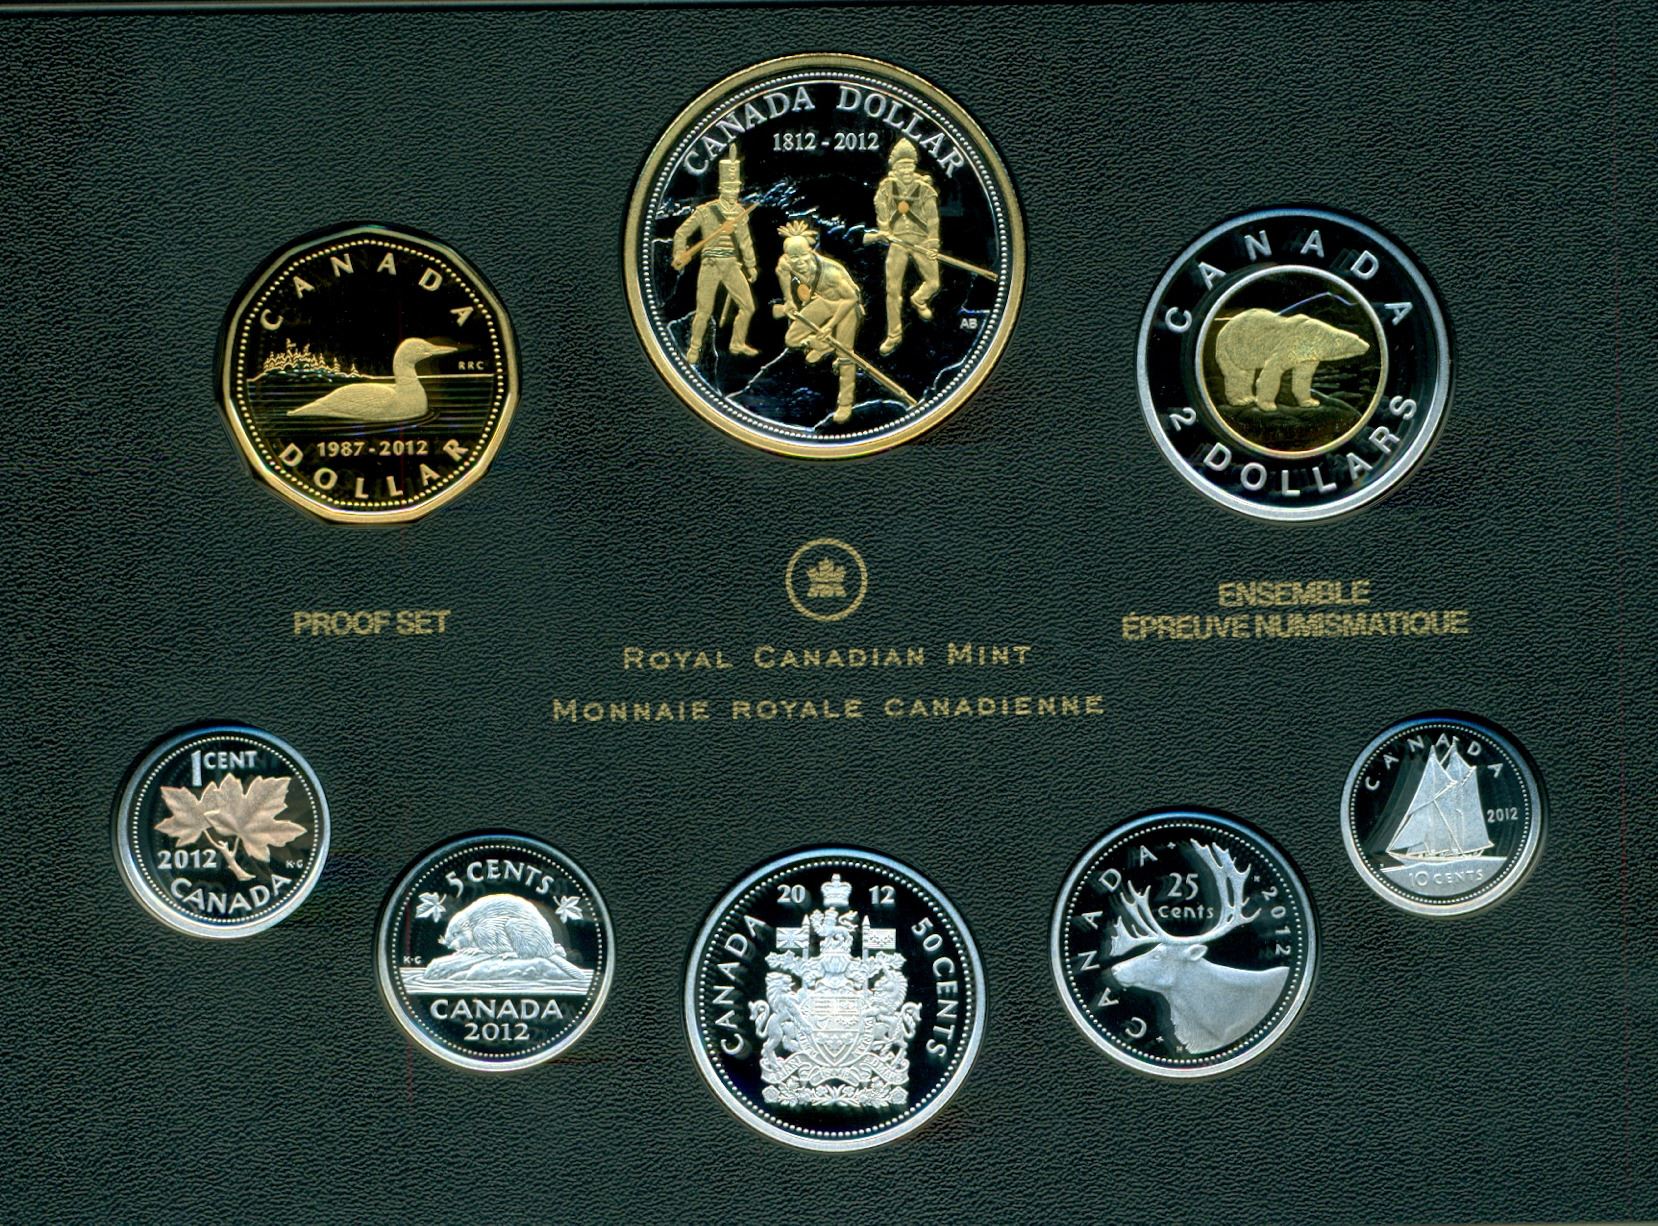 CANADA DOLLAR
1812 - 2012
AB
CANADA
RRC
1987 - 2012
DOLLAR
CANADA
2 DOLLARS
PROOF SET
ROYAL CANADIAN MINT
MONNAIE ROYALE CANADIENNE
ENSEMBLE
ÉPREUVE NUMISMATIQUE
1 CENT
2012
K·G
CANADA
5 CENTS
K·G
CANADA
2012
20 12
CANADA
50 CENTS
CANADA
25
cents
2012
CANADA
2012
10 CENTS